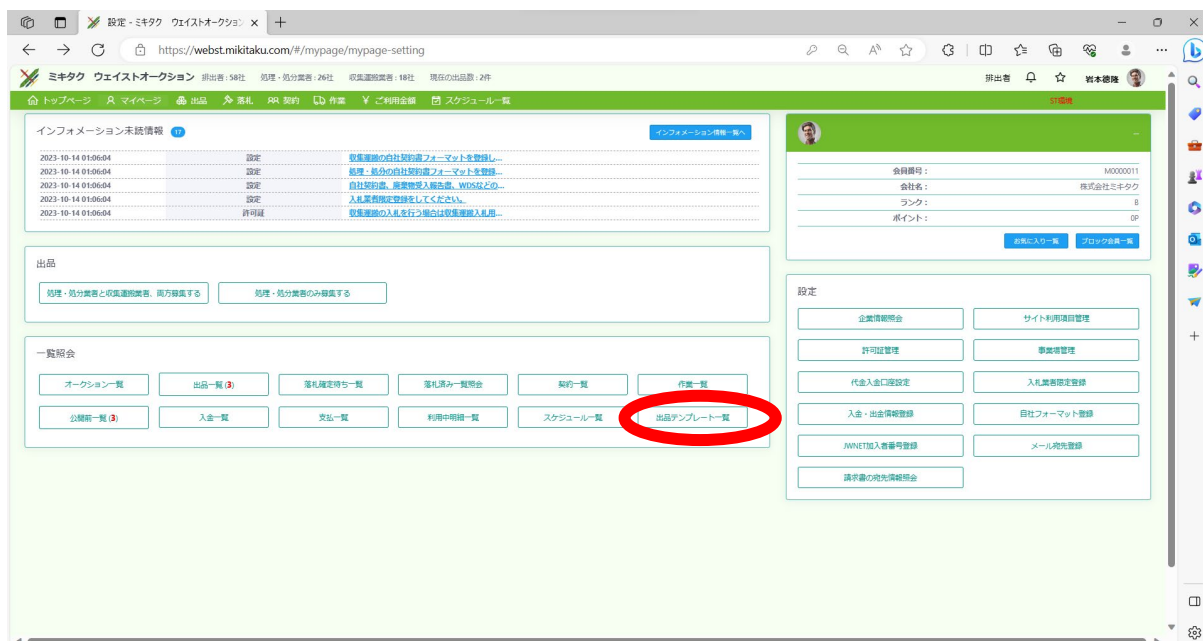 設定 - ミキタク ウェイストオークション
https://webst.mikitaku.com/#/mypage/mypage-setting
ミキタク ウェイストオークション 排出者 : 58社 処理・処分業者 : 26社 収集運搬業者 : 18社 現在の出品数 : 2件 排出者 岩本徳隆
トップページ マイページ 出品 落札 契約 作業 ¥ ご利用金額 スケジュール一覧 ST環境
インフォメーション未読情報 17 インフォメーション情報一覧へ
2023-10-14 01:06:04 設定 収集運搬の自社契約書フォーマットを登録し...
2023-10-14 01:06:04 設定 処理・処分の自社契約書フォーマットを登録...
2023-10-14 01:06:04 設定 自社契約書、廃棄物受入報告書、WDSなどの...
2023-10-14 01:06:04 設定 入札業者限定登録をしてください。
2023-10-14 01:06:04 許可証 収集運搬の入札を行う場合は収集運搬入札用...
会員番号 : M0000011
会社名 : 株式会社ミキタク
ランク : B
ポイント : 0P
お気に入り一覧 ブロック会員一覧
出品
処理・処分業者と収集運搬業者、両方募集する 処理・処分業者のみ募集する
一覧照会
オークション一覧 出品一覧 (3) 落札確定待ち一覧 落札済み一覧照会 契約一覧 作業一覧
公開前一覧 (3) 入金一覧 支払一覧 利用中明細一覧 スケジュール一覧 出品テンプレート一覧
設定
企業情報照会 サイト利用項目管理
許可証管理 事業場管理
代金入金口座設定 入札業者限定登録
入金・出金情報登録 自社フォーマット登録
JWNET加入者番号登録 メール宛先登録
請求書の宛先情報照会